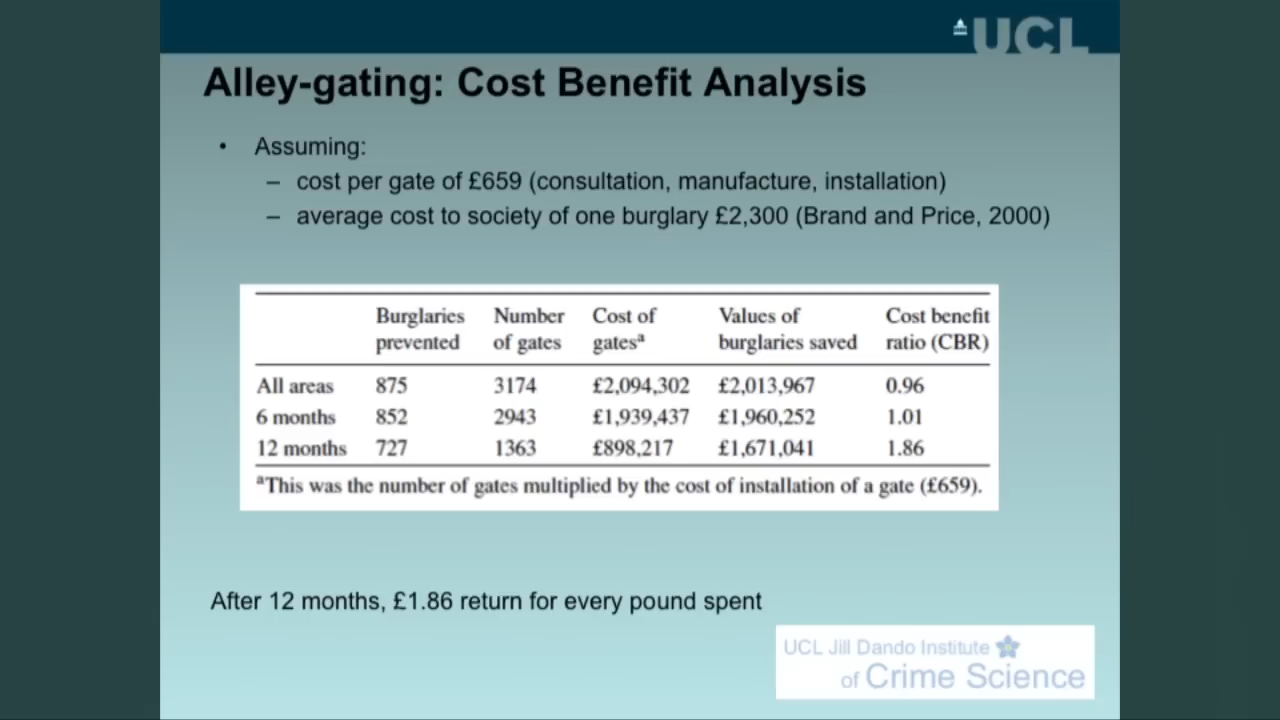 UCL
Alley-gating: Cost Benefit Analysis
• Assuming:
– cost per gate of £659 (consultation, manufacture, installation)
– average cost to society of one burglary £2,300 (Brand and Price, 2000)
Burglaries prevented Number of gates Cost of gatesª Values of burglaries saved Cost benefit ratio (CBR)
All areas 875 3174 £2,094,302 £2,013,967 0.96
6 months 852 2943 £1,939,437 £1,960,252 1.01
12 months 727 1363 £898,217 £1,671,041 1.86
ªThis was the number of gates multiplied by the cost of installation of a gate (£659).
After 12 months, £1.86 return for every pound spent
UCL Jill Dando Institute
of Crime Science